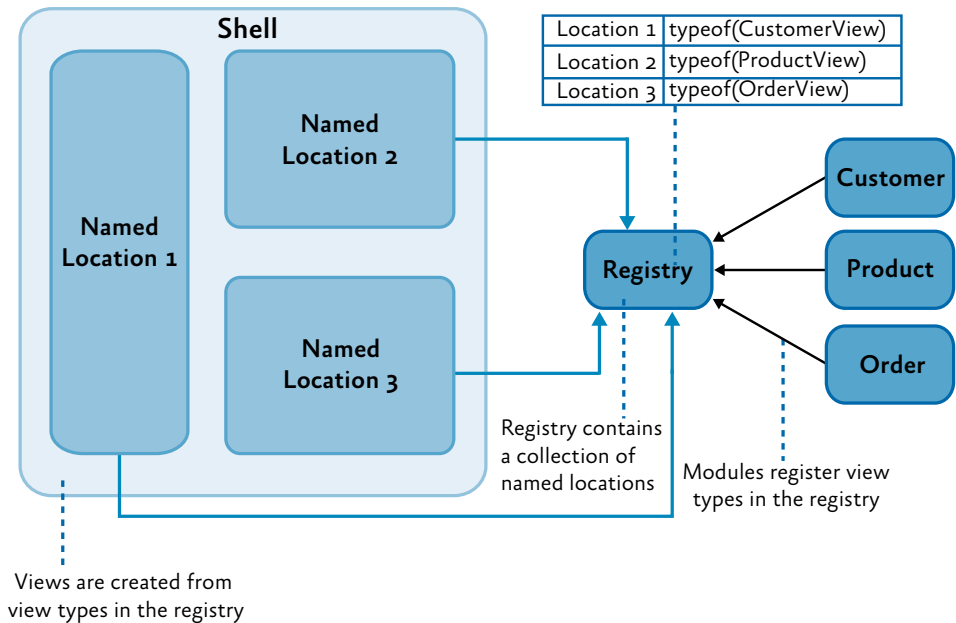 Shell
Named
Location 1
Named
Location 2
Named
Location 3
Location 1 typeof(CustomerView)
Location 2 typeof(ProductView)
Location 3 typeof(OrderView)
Registry
Customer
Product
Order
Registry contains
a collection of
named locations
Modules register view
types in the registry
Views are created from
view types in the registry